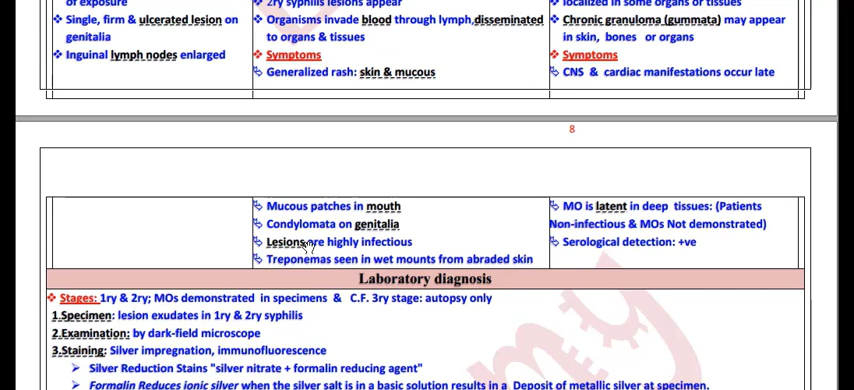 of exposure
❖ Single, firm & ulcerated lesion on
genitalia
❖ Inguinal lymph nodes enlarged
❖ 2ry syphilis lesions appear
❖ Organisms invade blood through lymph,disseminated
to organs & tissues
❖ Symptoms
Generalized rash: skin & mucous
localized in some organs or tissues
❖ Chronic granuloma (gummata) may appear
in skin, bones or organs
❖ Symptoms
CNS & cardiac manifestations occur late
8
Mucous patches in mouth
Condylomata on genitalia
Lesions are highly infectious
Treponemas seen in wet mounts from abraded skin
MO is latent in deep tissues: (Patients
Non-infectious & MOs Not demonstrated)
Serological detection: +ve
Laboratory diagnosis
❖ Stages: 1ry & 2ry; MOs demonstrated in specimens & C.F. 3ry stage: autopsy only
1.Specimen: lesion exudates in 1ry & 2ry syphilis
2.Examination: by dark-field microscope
3.Staining: Silver impregnation, immunofluorescence
➢ Silver Reduction Stains "silver nitrate + formalin reducing agent"
➢ Formalin Reduces ionic silver when the silver salt is in a basic solution results in a Deposit of metallic silver at specimen.